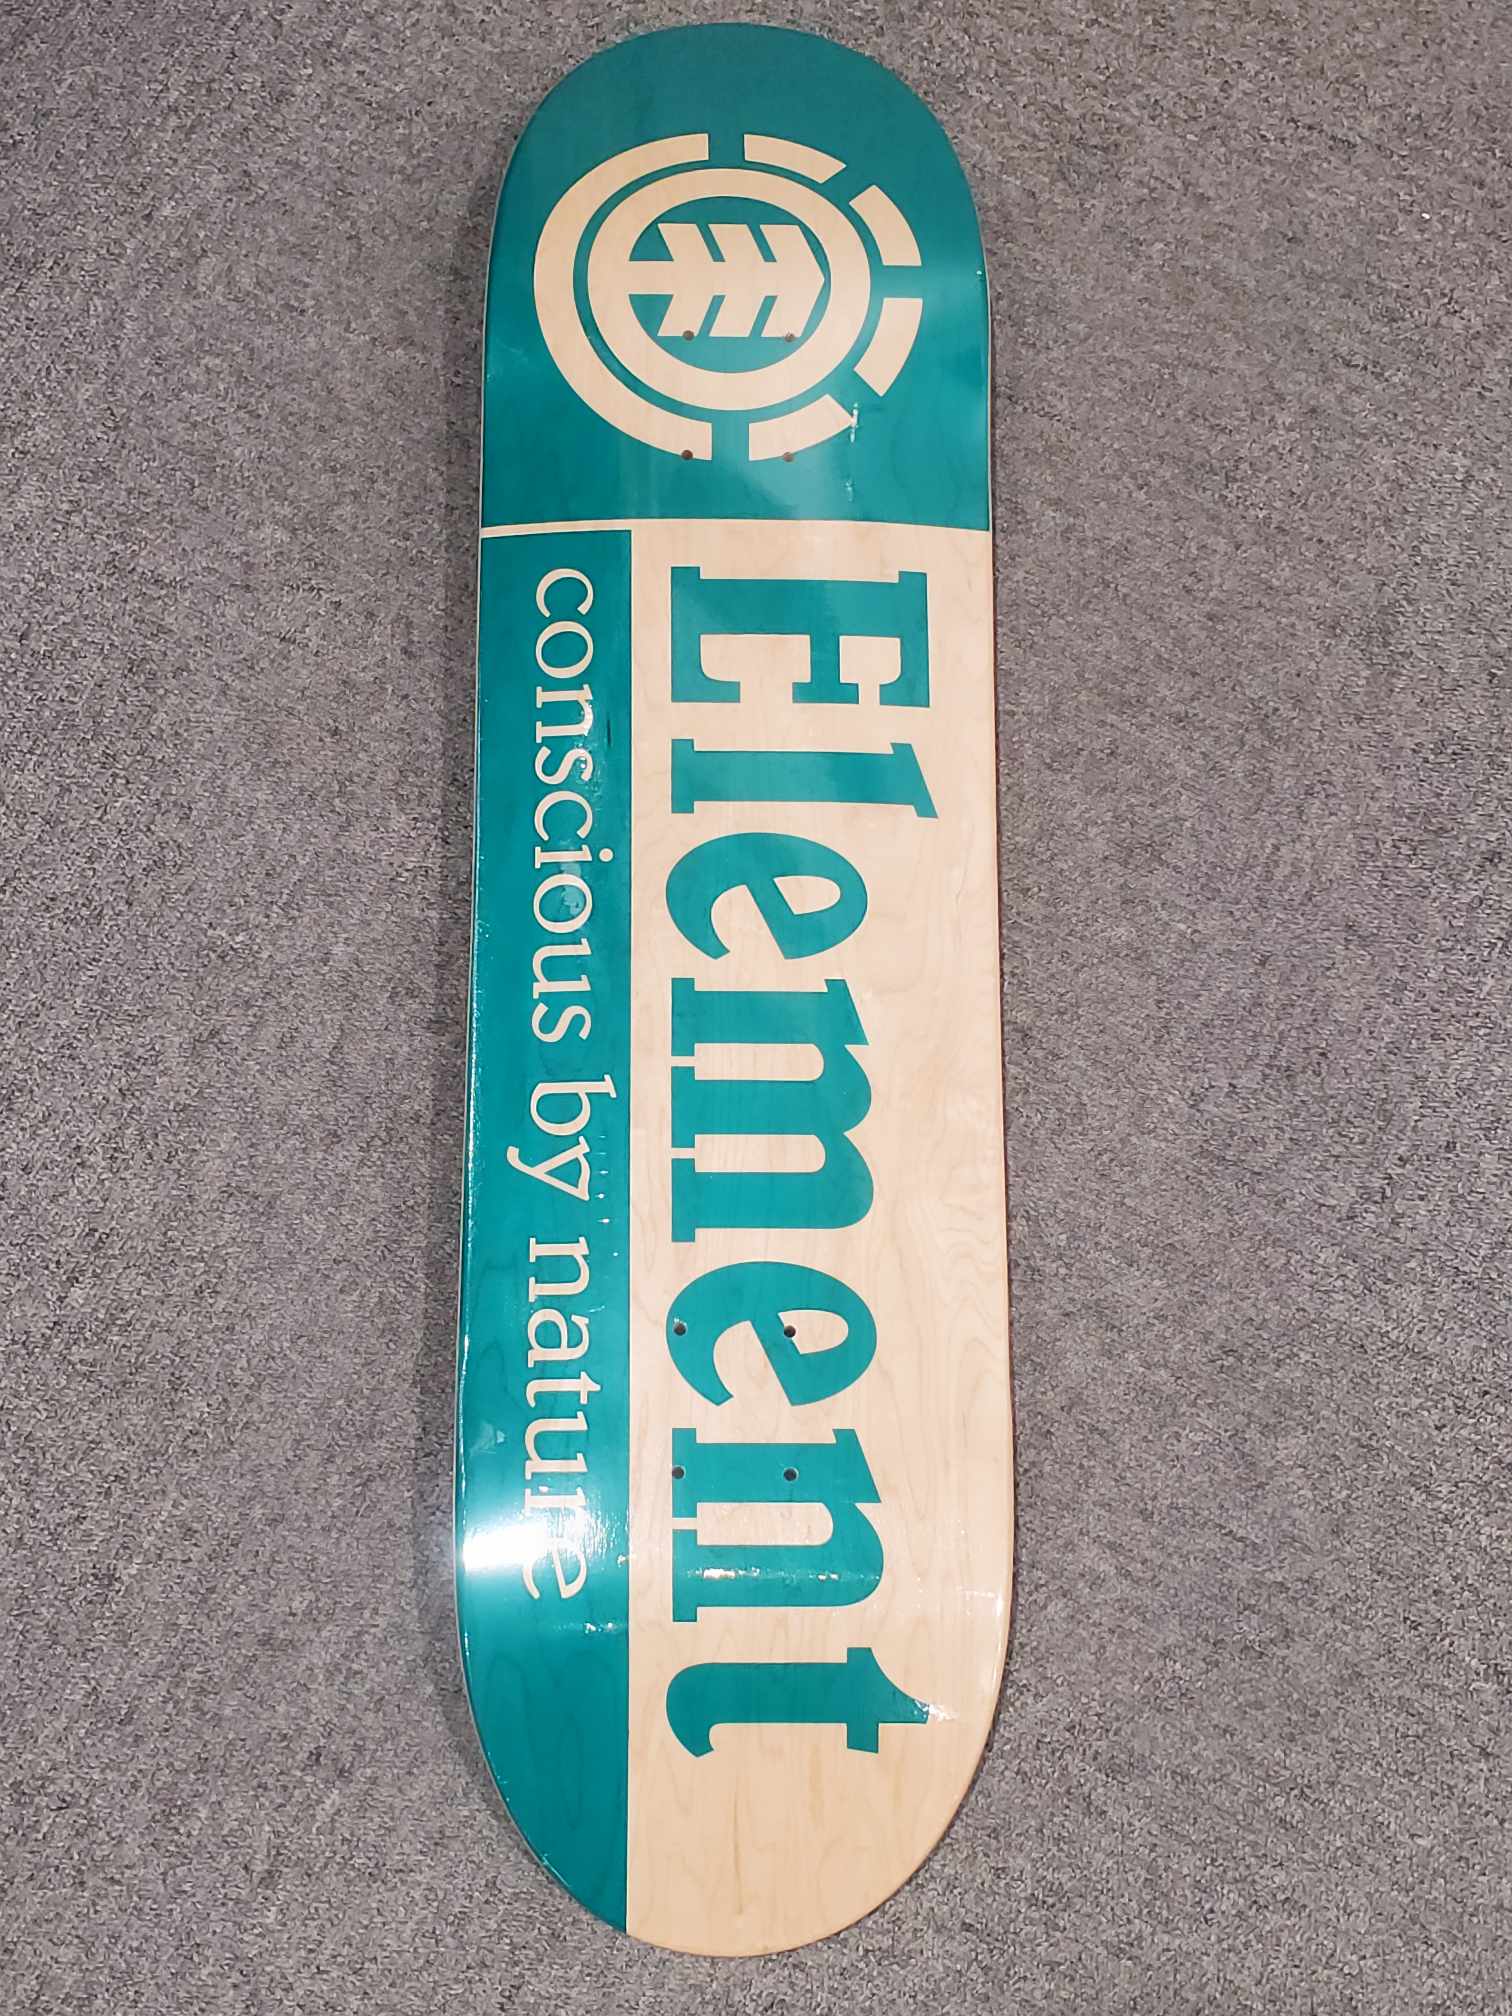 Element
conscious by nature